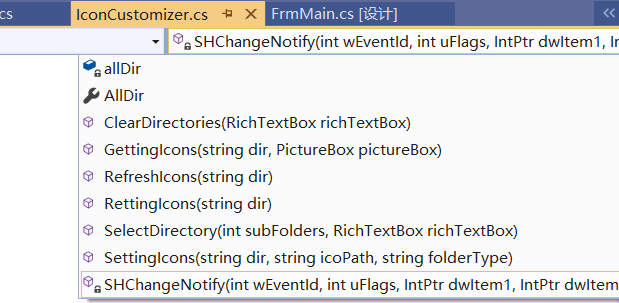 cs IconCustomizer.cs FrmMain.cs [设计]
SHChangeNotify(int wEventId, int uFlags, IntPtr dwItem1, I
allDir
AllDir
ClearDirectories(RichTextBox richTextBox)
GettingIcons(string dir, PictureBox pictureBox)
RefreshIcons(string dir)
RettingIcons(string dir)
SelectDirectory(int subFolders, RichTextBox richTextBox)
SettingIcons(string dir, string icoPath, string folderType)
SHChangeNotify(int wEventId, int uFlags, IntPtr dwItem1, IntPtr dwItem